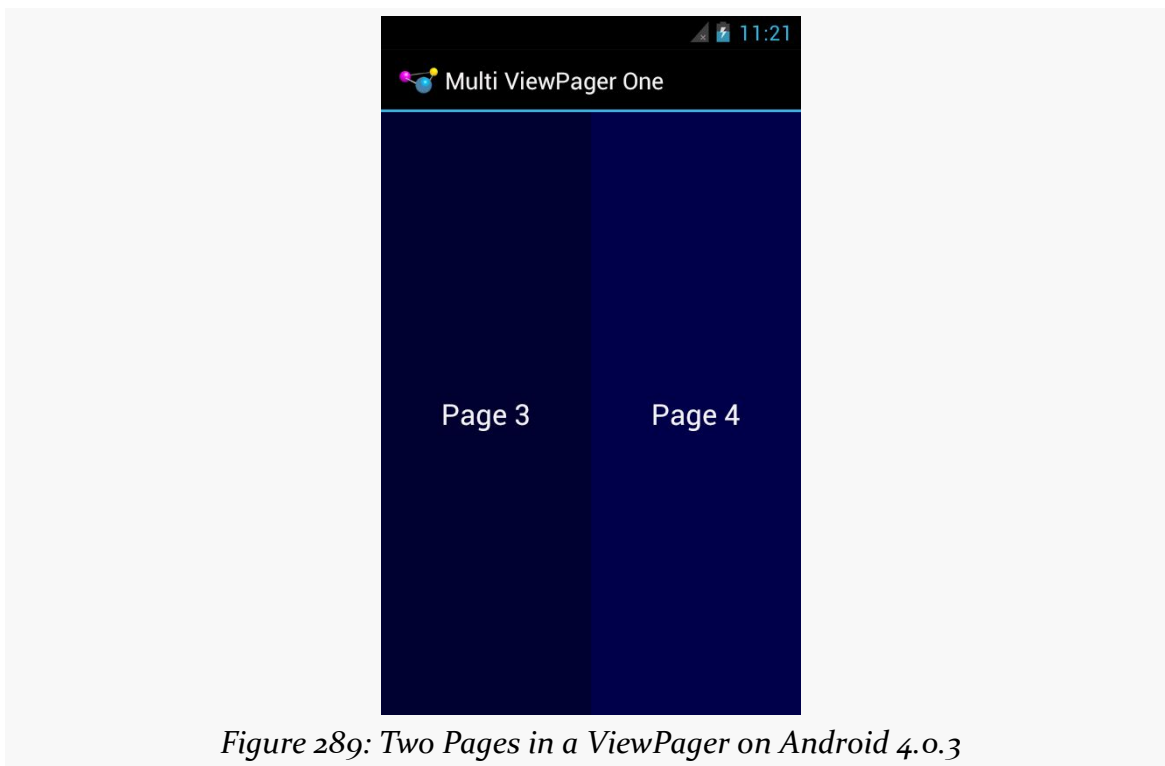 11:21
Multi ViewPager One
Page 3 Page 4
Figure 289: Two Pages in a ViewPager on Android 4.0.3